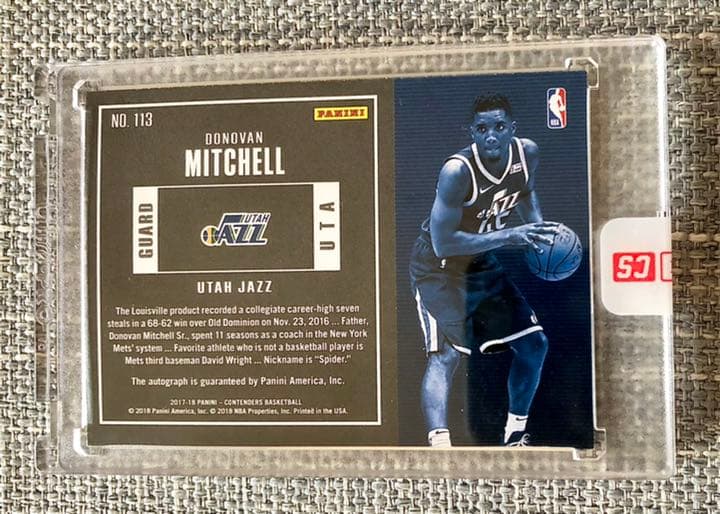 NO. 113
PANINI
DONOVAN
MITCHELL
GUARD
UTAH
JAZZ
UTA
UTAH JAZZ
The Louisville product recorded a collegiate career-high seven
steals in a 68-62 win over Old Dominion on Nov. 23, 2016 ... Father,
Donovan Mitchell Sr., spent 11 seasons as a coach in the New York
Mets' system ... Favorite athlete who is not a basketball player is
Mets third baseman David Wright ... Nickname is "Spider."
The autograph is guaranteed by Panini America, Inc.
2017-18 PANINI - CONTENDERS BASKETBALL
© 2018 Panini America, Inc. © 2018 NBA Properties, Inc. Printed in the USA.
NBA
JAZZ
45
CS